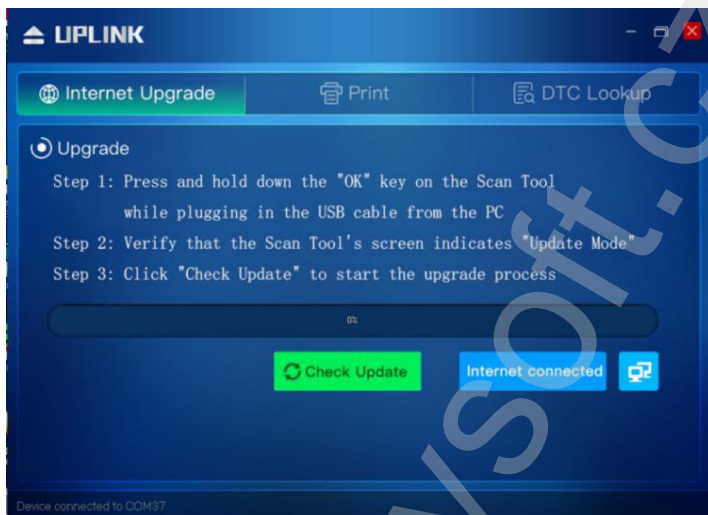 UPLINK
Internet Upgrade
Print
DTC Lookup
Upgrade
Step 1: Press and hold down the "OK" key on the Scan Tool
while plugging in the USB cable from the PC
Step 2: Verify that the Scan Tool's screen indicates "Update Mode"
Step 3: Click "Check Update" to start the upgrade process
0%
Check Update
Internet connected
Device connected to COM37